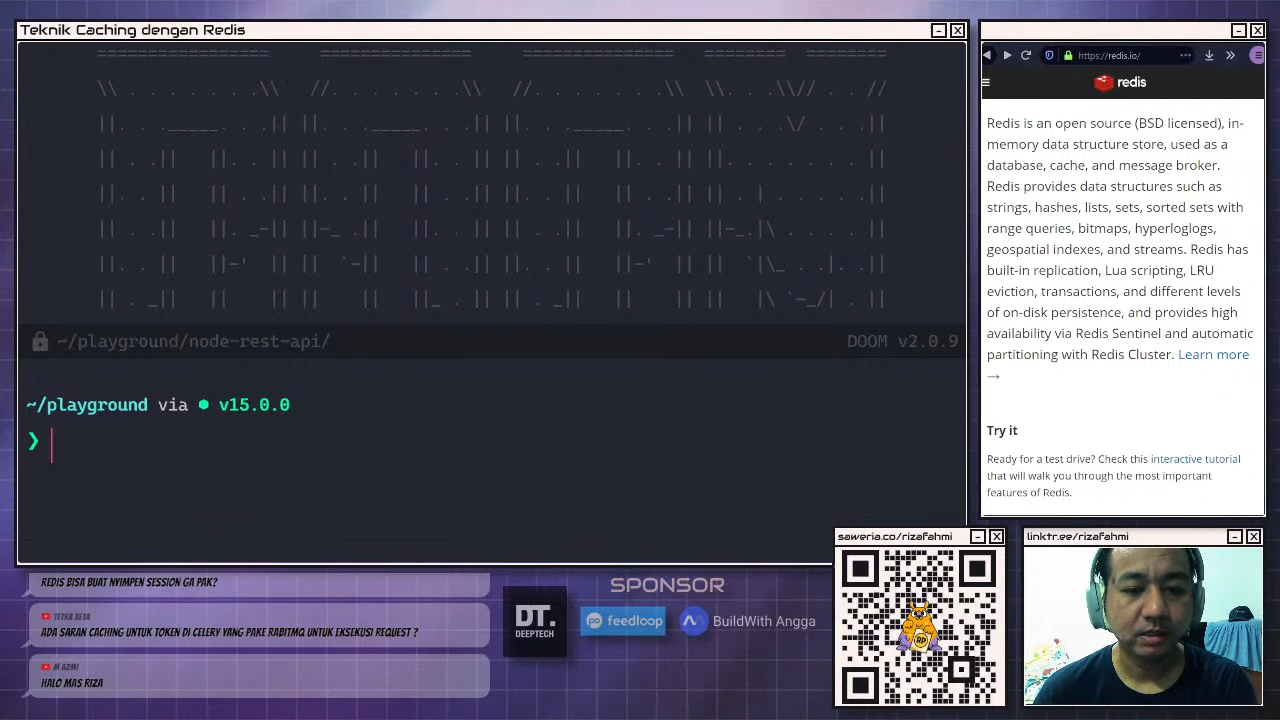 Teknik Caching dengan Redis
~/playground/node-rest-api/
DOOM v2.0.9
~/playground via ⬢ v15.0.0
❯
https://redis.io/
redis
Redis is an open source (BSD licensed), in-
memory data structure store, used as a
database, cache, and message broker.
Redis provides data structures such as
strings, hashes, lists, sets, sorted sets with
range queries, bitmaps, hyperloglogs,
geospatial indexes, and streams. Redis has
built-in replication, Lua scripting, LRU
eviction, transactions, and different levels
of on-disk persistence, and provides high
availability via Redis Sentinel and automatic
partitioning with Redis Cluster. Learn more
→
Try it
Ready for a test drive? Check this interactive tutorial
that will walk you through the most important
features of Redis.
REDIS BISA BUAT NYIMPEN SESSION GA PAK?
TETRA BETA
ADA SARAN CACHING UNTUK TOKEN DI CELERY YANG PAKE RABITMQ UNTUK EKSEKUSI REQUEST ?
M AZMI
HALO MAS RIZA
SPONSOR
DT.
DEEPTECH
feedloop
BuildWith Angga
saweria.co/rizafahmi
RP
linktr.ee/rizafahmi